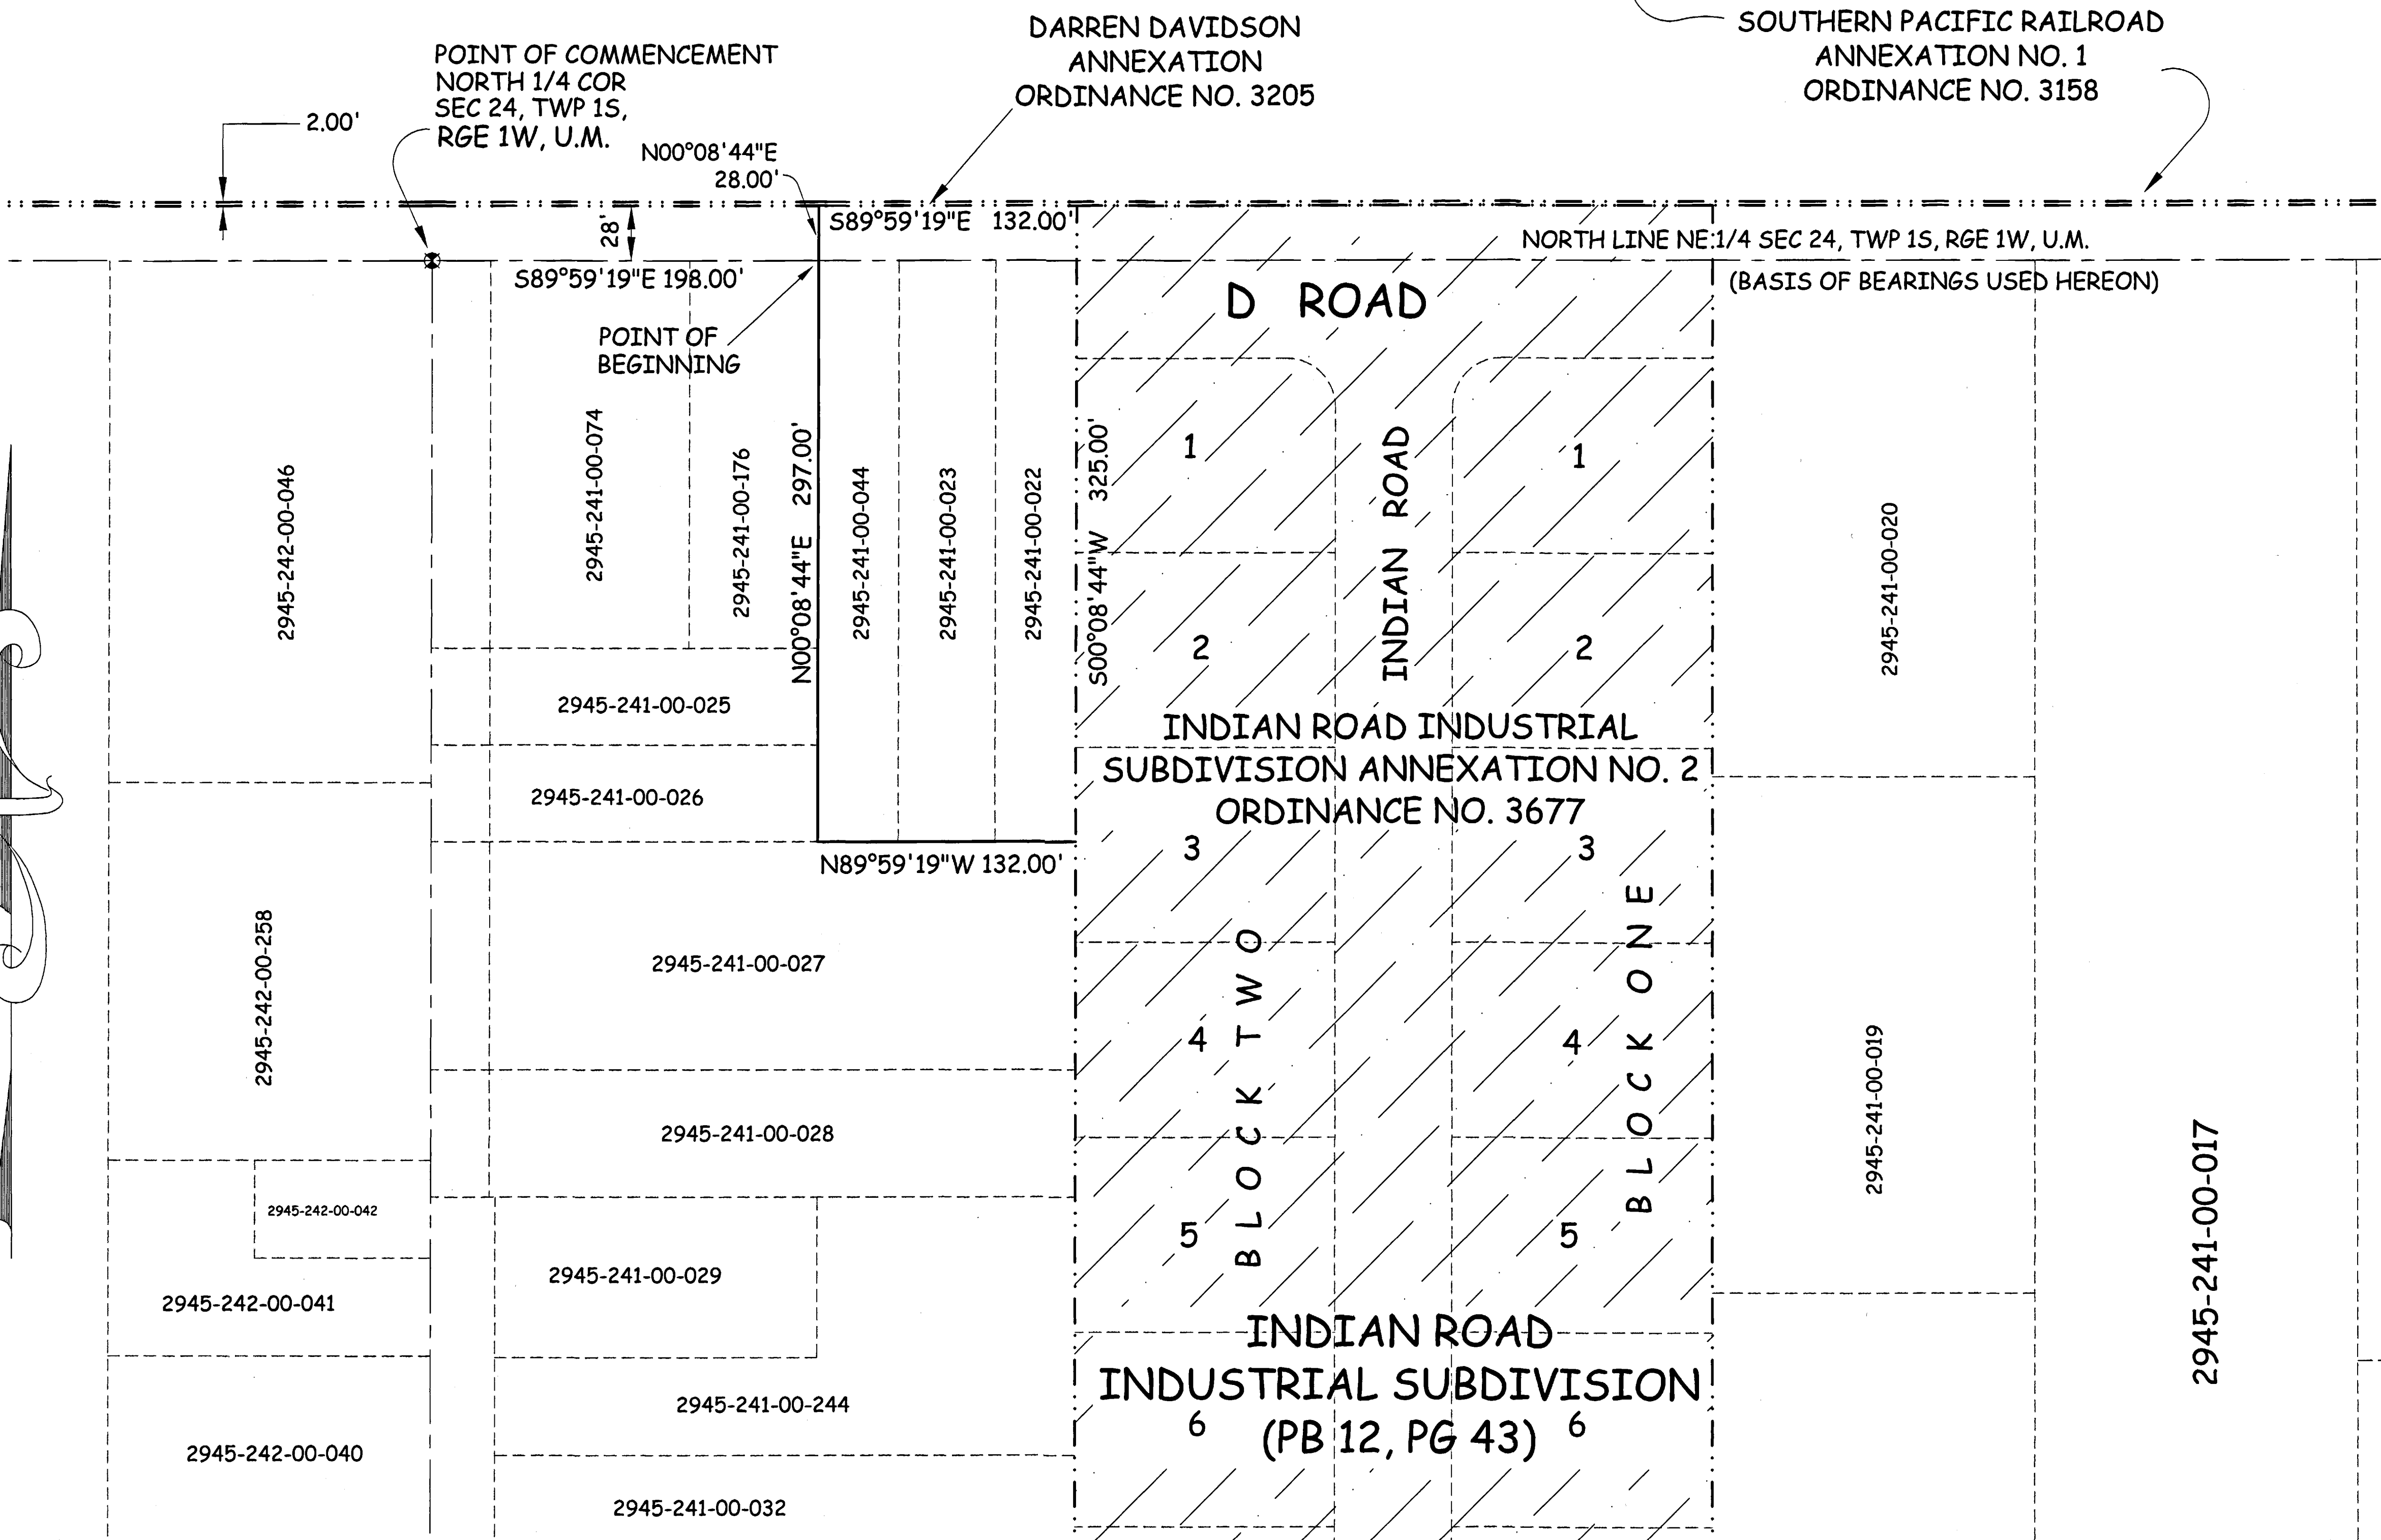 SOUTHERN PACIFIC RAILROAD
ANNEXATION NO. 1
ORDINANCE NO. 3158
DARREN DAVIDSON
ANNEXATION
ORDINANCE NO. 3205
POINT OF COMMENCEMENT
NORTH 1/4 COR
SEC 24, TWP 1S,
RGE 1W, U.M.
2.00'
N00°08'44"E
28.00'
28'
S89°59'19"E 132.00'
NORTH LINE NE 1/4 SEC 24, TWP 1S, RGE 1W, U.M.
(BASIS OF BEARINGS USED HEREON)
S89°59'19"E 198.00'
D ROAD
POINT OF
BEGINNING
2945-242-00-046
2945-241-00-074
2945-241-00-176
N00°08'44"E 297.00'
2945-241-00-044
2945-241-00-023
2945-241-00-022
S00°08'44"W 325.00'
1
INDIAN ROAD
1
2945-241-00-020
2
2
2945-241-00-025
INDIAN ROAD INDUSTRIAL
SUBDIVISION ANNEXATION NO. 2
ORDINANCE NO. 3677
2945-241-00-026
3
3
N89°59'19"W 132.00'
2945-242-00-258
2945-241-00-027
BLOCK TWO
BLOCK ONE
4
4
2945-241-00-019
2945-241-00-028
2945-241-00-017
2945-242-00-042
5
5
2945-241-00-029
2945-242-00-041
INDIAN ROAD
INDUSTRIAL SUBDIVISION
(PB 12, PG 43)
6
6
2945-241-00-244
2945-242-00-040
2945-241-00-032